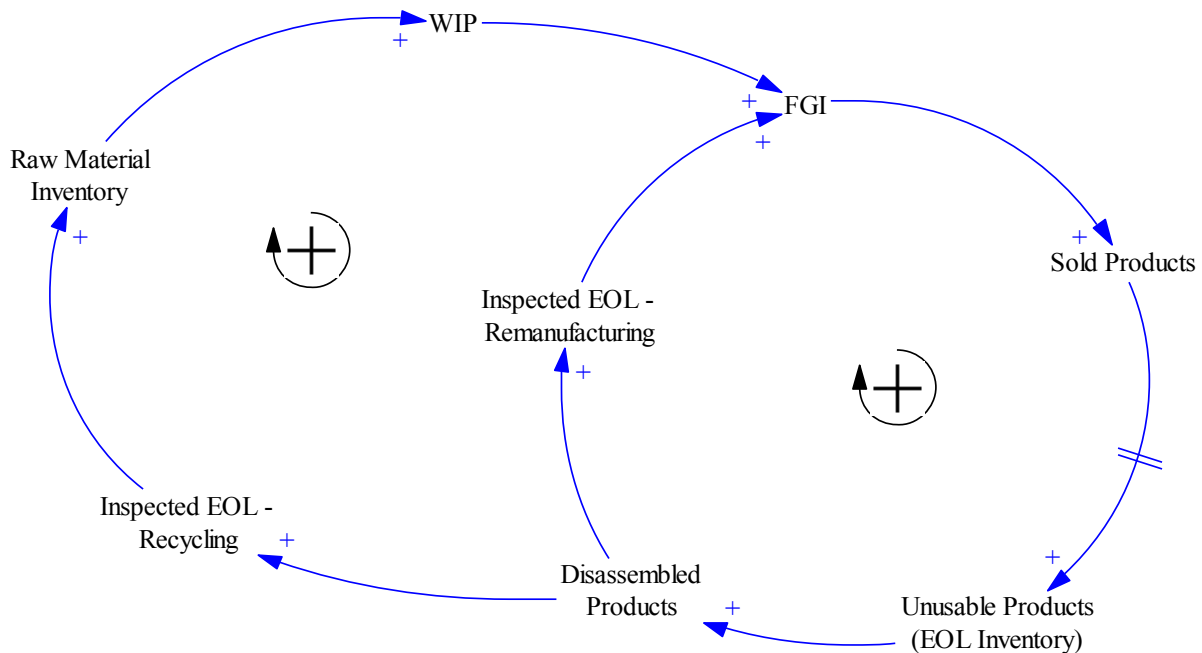 WIP
+
+
FGI
+
Raw Material
Inventory
+
+
Sold Products
+
Inspected EOL -
Remanufacturing
+
+
+
Inspected EOL -
Recycling
+
+
Disassembled
Products
+
Unusable Products
(EOL Inventory)